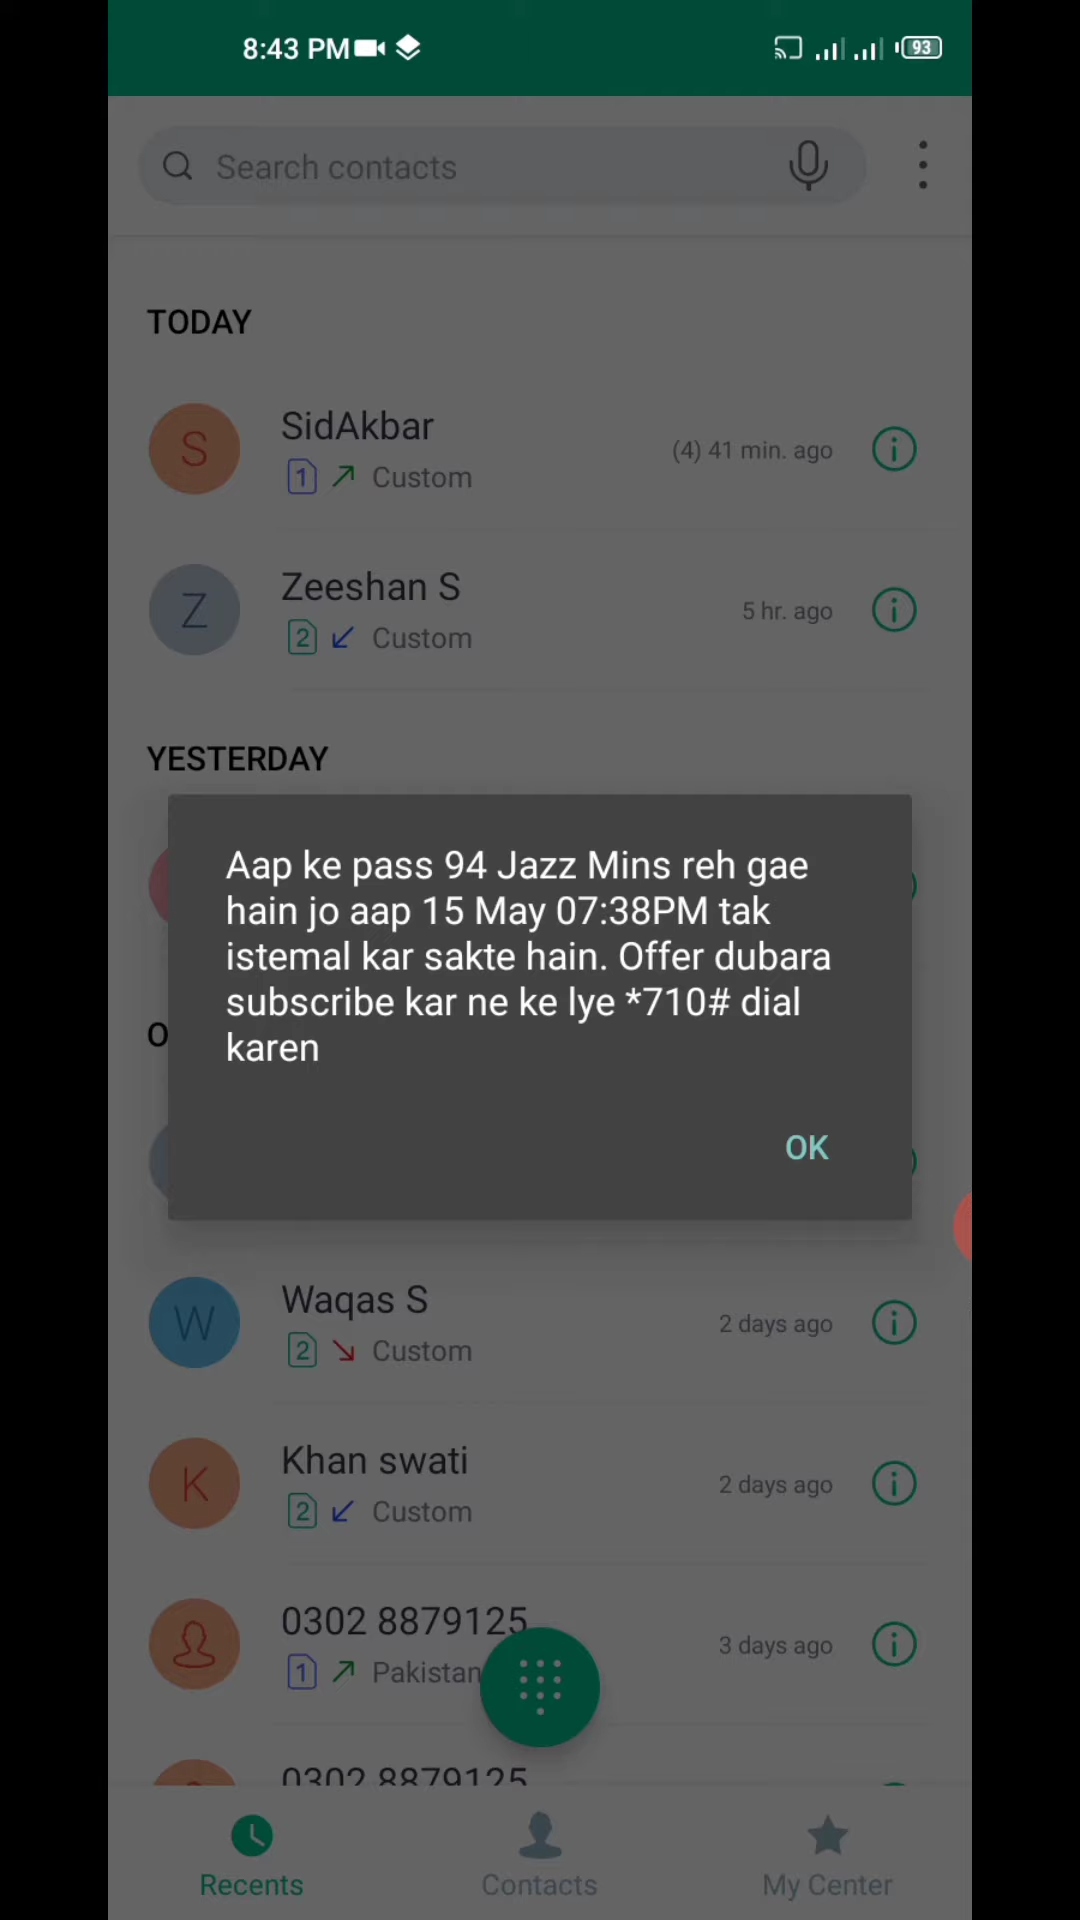 8:43 PM
93
Search contacts
TODAY
S
SidAkbar
(4) 41 min. ago
1 Custom
Z
Zeeshan S
5 hr. ago
2 Custom
YESTERDAY
Aap ke pass 94 Jazz Mins reh gae
hain jo aap 15 May 07:38PM tak
istemal kar sakte hain. Offer dubara
subscribe kar ne ke lye *710# dial
karen
OK
W
Waqas S
2 days ago
2 Custom
K
Khan swati
2 days ago
2 Custom
0302 8879125
3 days ago
1 Pakistan
0302 8879125
Recents
Contacts
My Center